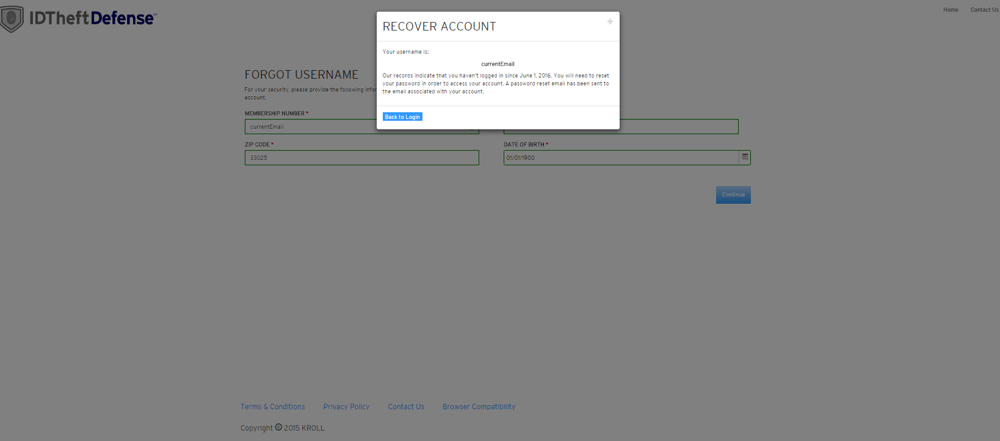 IDTheftDefense℠
Home
Contact Us
RECOVER ACCOUNT
Your username is:
currentEmail
Our records indicate that you haven't logged in since June 1, 2016. You will need to reset
your password in order to access your account. A password reset email has been sent to
the email associated with your account.
Back to Login
FORGOT USERNAME
For your security, please provide the following
account.
MEMBERSHIP NUMBER *
currentEmail
ZIP CODE *
33025
DATE OF BIRTH *
01/01/1900
Continue
Terms & Conditions
Privacy Policy
Contact Us
Browser Compatibility
Copyright © 2015 KROLL